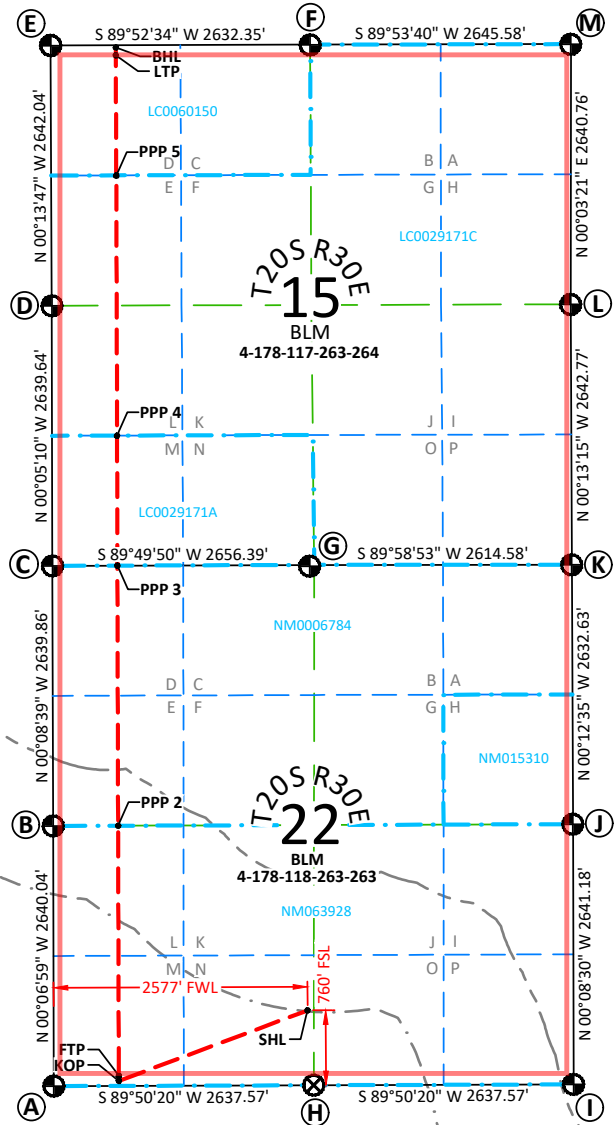 E
S 89°52'34" W 2632.35'
F
S 89°53'40" W 2645.58'
M
BHL
LTP
LC0060150
N 00°13'47" W 2642.04'
N 00°03'21" E 2640.76'
PPP 5
D C
B A
E F
G H
LC0029171C
T20S R30E
15
BLM
4-178-117-263-264
D
L
N 00°05'10" W 2639.64'
N 00°13'15" W 2642.77'
PPP 4
L K
J I
M N
O P
LC0029171A
C
S 89°49'50" W 2656.39'
G
S 89°58'53" W 2614.58'
K
PPP 3
NM0006784
N 00°08'39" W 2639.86'
N 00°12'35" W 2632.63'
D C
B A
E F
G H
NM015310
T20S R30E
22
BLM
4-178-118-263-263
B
PPP 2
J
NM063928
N 00°06'59" W 2640.04'
N 00°08'30" W 2641.18'
L K
J I
M N
O P
2577' FWL
760' FSL
SHL
FTP
KOP
A
S 89°50'20" W 2637.57'
H
S 89°50'20" W 2637.57'
I